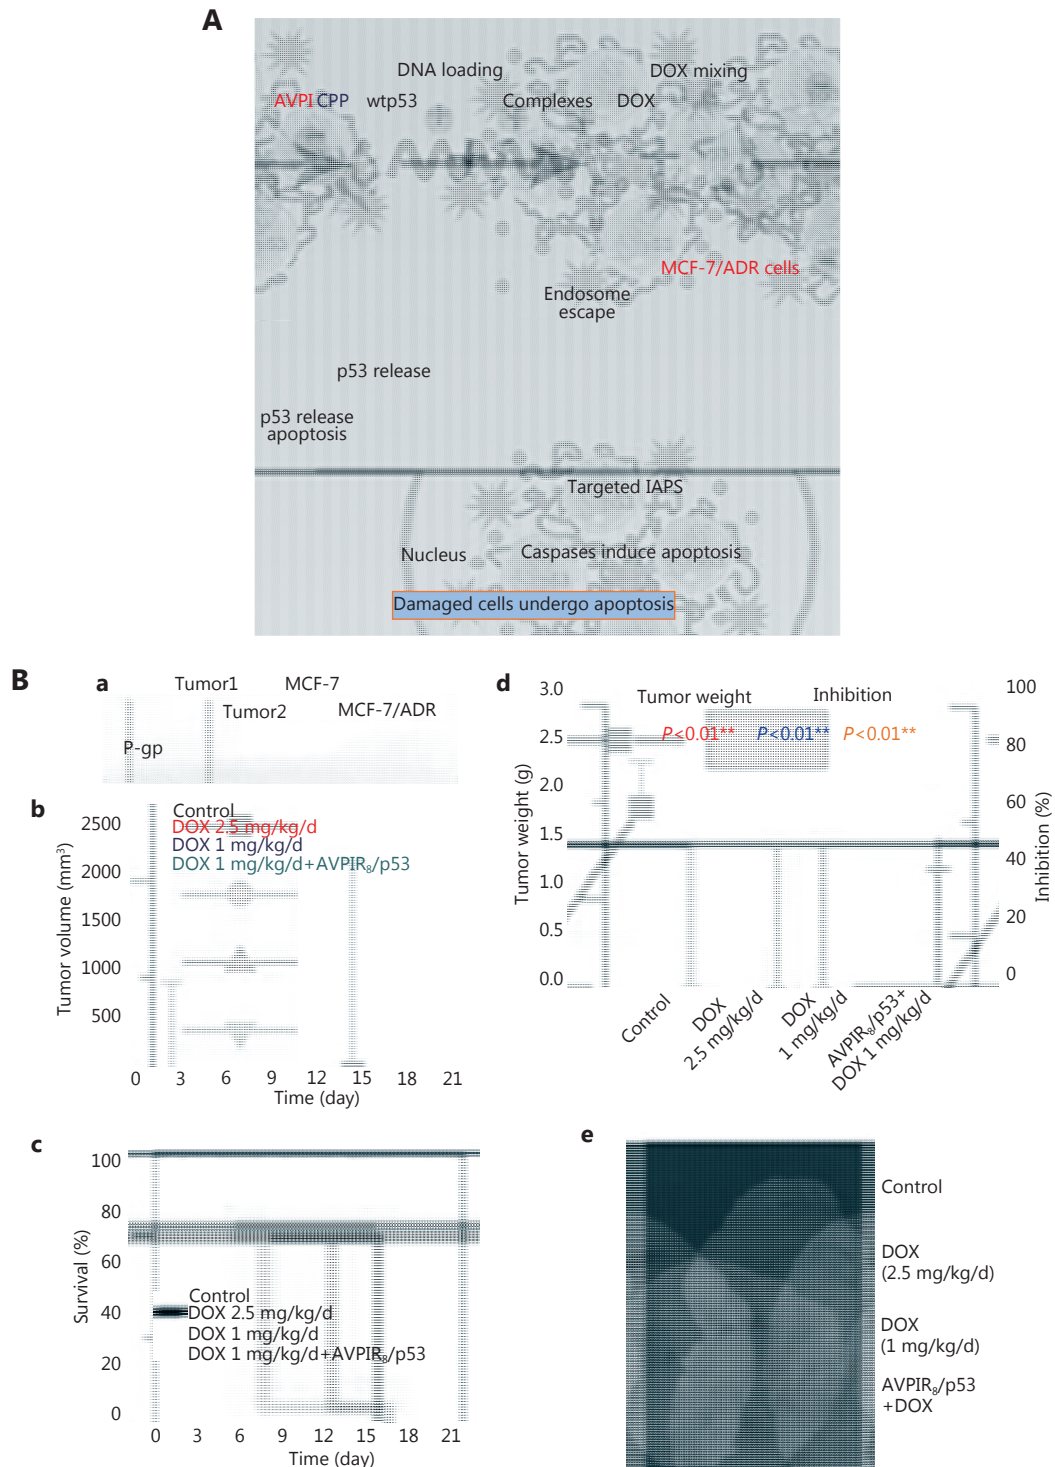 A
DNA loading
DOX mixing
AVPI CPP
wtp53
Complexes
DOX
MCF-7/ADR cells
Endosome
escape
p53 release
p53 release
apoptosis
Targeted IAPS
Nucleus
Caspases induce apoptosis
Damaged cells undergo apoptosis
B
a
Tumor1
MCF-7
Tumor2
MCF-7/ADR
P-gp
b
Control
DOX 2.5 mg/kg/d
DOX 1 mg/kg/d
DOX 1 mg/kg/d+AVPIR₈/p53
Tumor volume (mm³)
2500
2000
1500
1000
500
0 3 6 9 12 15 18 21
Time (day)
c
Survival (%)
100
80
60
40
20
0
Control
DOX 2.5 mg/kg/d
DOX 1 mg/kg/d
DOX 1 mg/kg/d+AVPIR₈/p53
0 3 6 9 12 15 18 21
Time (day)
d
Tumor weight
Inhibition
P<0.01** P<0.01** P<0.01**
Tumor weight (g)
3.0
2.5
2.0
1.5
1.0
0.5
0.0
100
80
60
40
20
0
Inhibition (%)
Control
DOX
2.5 mg/kg/d
DOX
1 mg/kg/d
AVPIR₈/p53+
DOX 1 mg/kg/d
e
Control
DOX
(2.5 mg/kg/d)
DOX
(1 mg/kg/d)
AVPIR₈/p53
+DOX